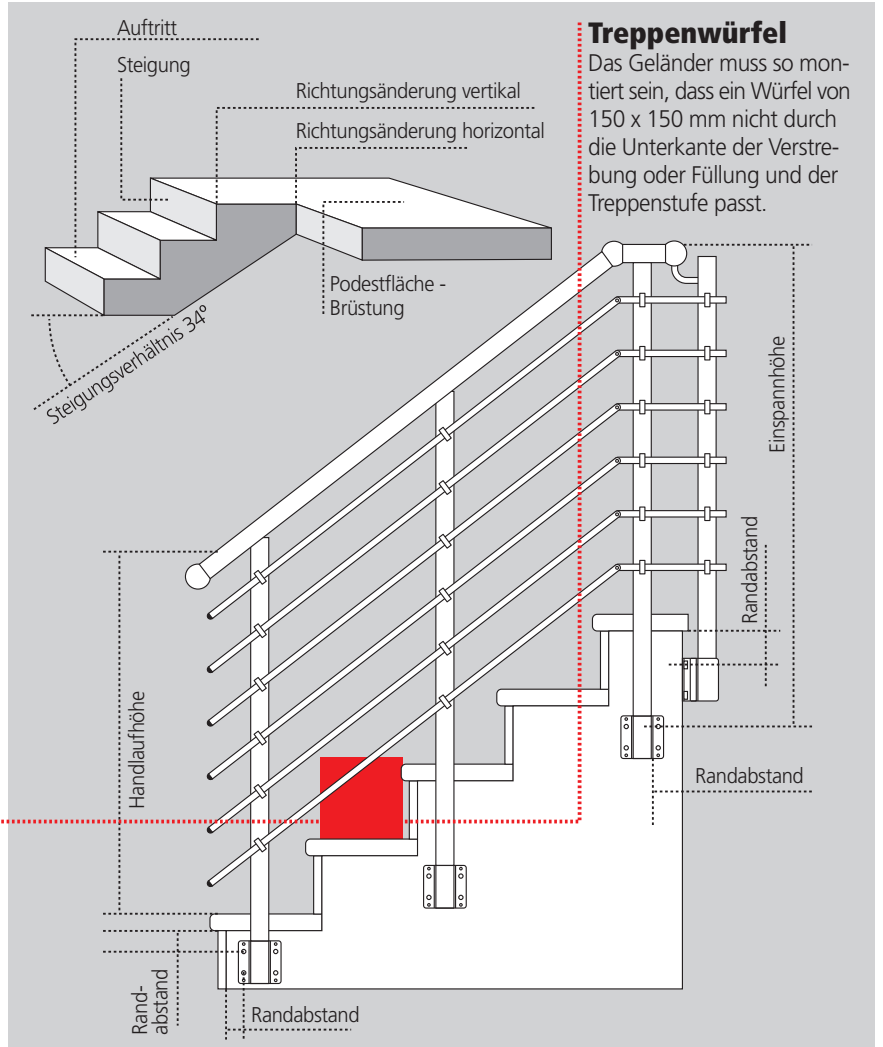 Auftritt
Steigung
Richtungsänderung vertikal
Richtungsänderung horizontal
Podestfläche -
Brüstung
Steigungsverhältnis 34º
Treppenwürfel
Das Geländer muss so mon-
tiert sein, dass ein Würfel von
150 x 150 mm nicht durch
die Unterkante der Verstre-
bung oder Füllung und der
Treppenstufe passt.
Einspannhöhe
Randabstand
Handlaufhöhe
Randabstand
Rand-
abstand
Randabstand